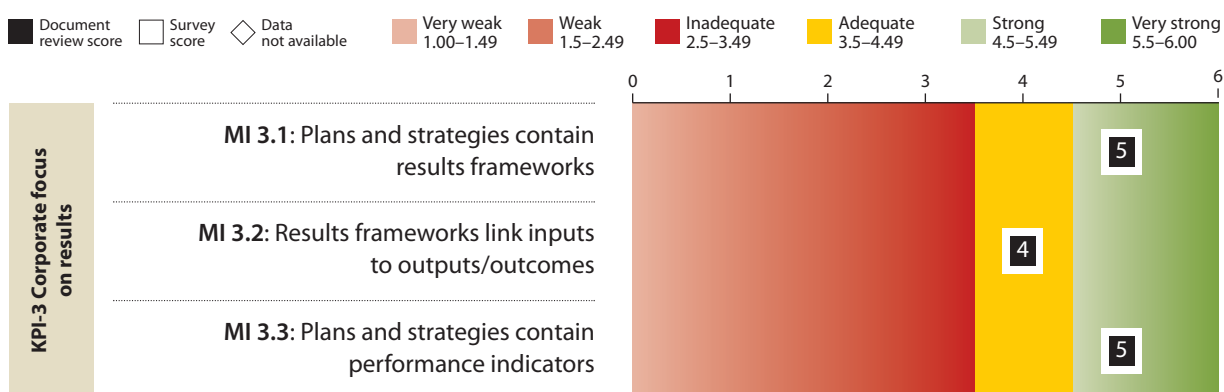 Document
review score
Survey
score
Data
not available
Very weak
1.00–1.49
Weak
1.5–2.49
Inadequate
2.5–3.49
Adequate
3.5–4.49
Strong
4.5–5.49
Very strong
5.5–6.00
0 1 2 3 4 5 6
KPI-3 Corporate focus
on results
MI 3.1: Plans and strategies contain
results frameworks
5
MI 3.2: Results frameworks link inputs
to outputs/outcomes
4
MI 3.3: Plans and strategies contain
performance indicators
5